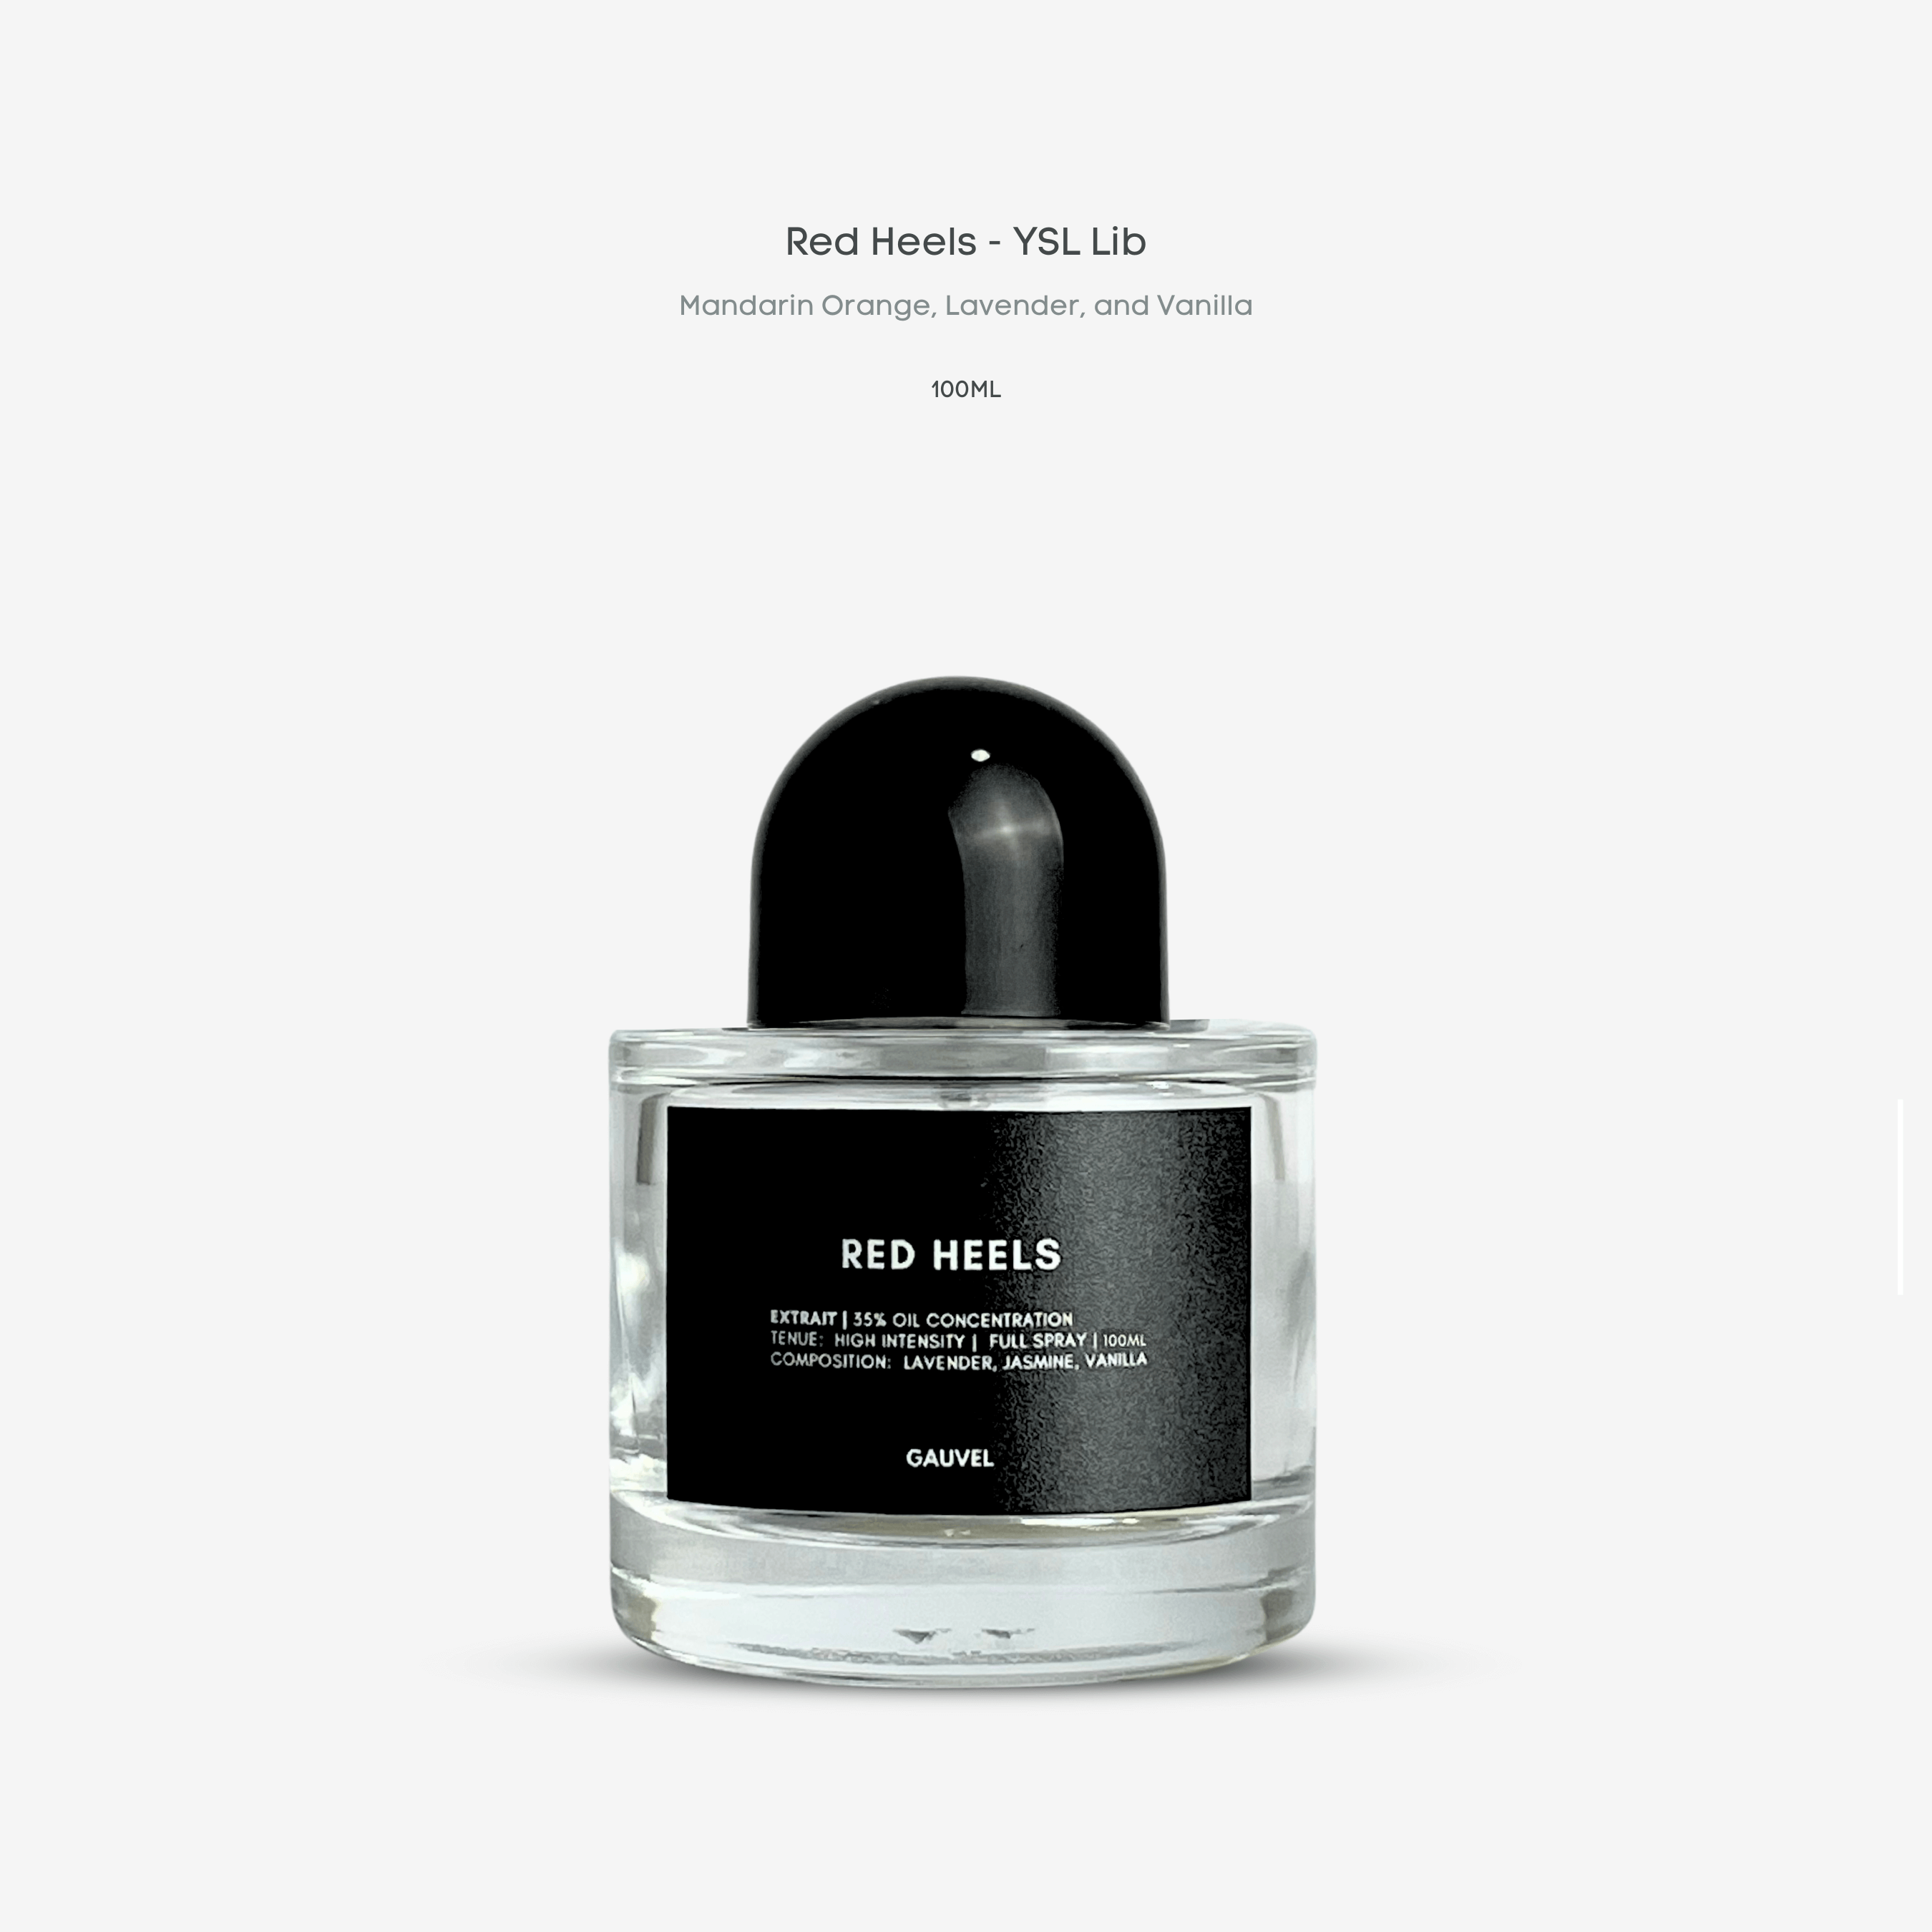 Red Heels - YSL Lib
Mandarin Orange, Lavender, and Vanilla
100ML
RED HEELS
EXTRAIT | 35% OIL CONCENTRATION
TENUE: HIGH INTENSITY | FULL SPRAY | 100ML
COMPOSITION: LAVENDER, JASMINE, VANILLA
GAUVEL